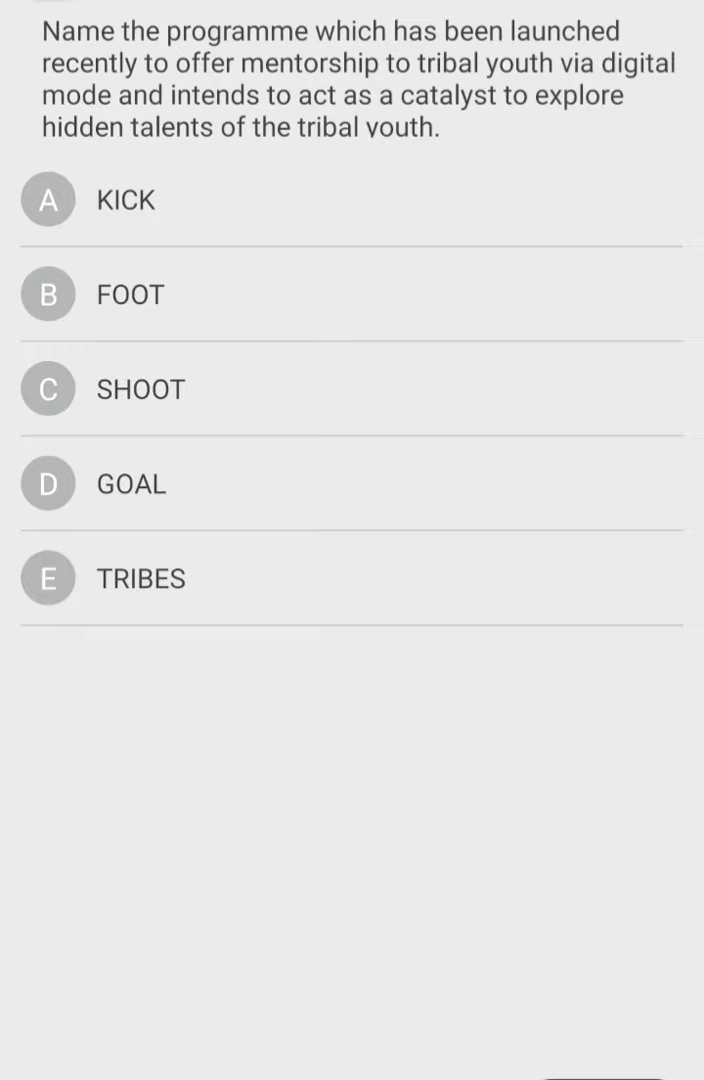 Name the programme which has been launched
recently to offer mentorship to tribal youth via digital
mode and intends to act as a catalyst to explore
hidden talents of the tribal youth.
A KICK
B FOOT
C SHOOT
D GOAL
E TRIBES